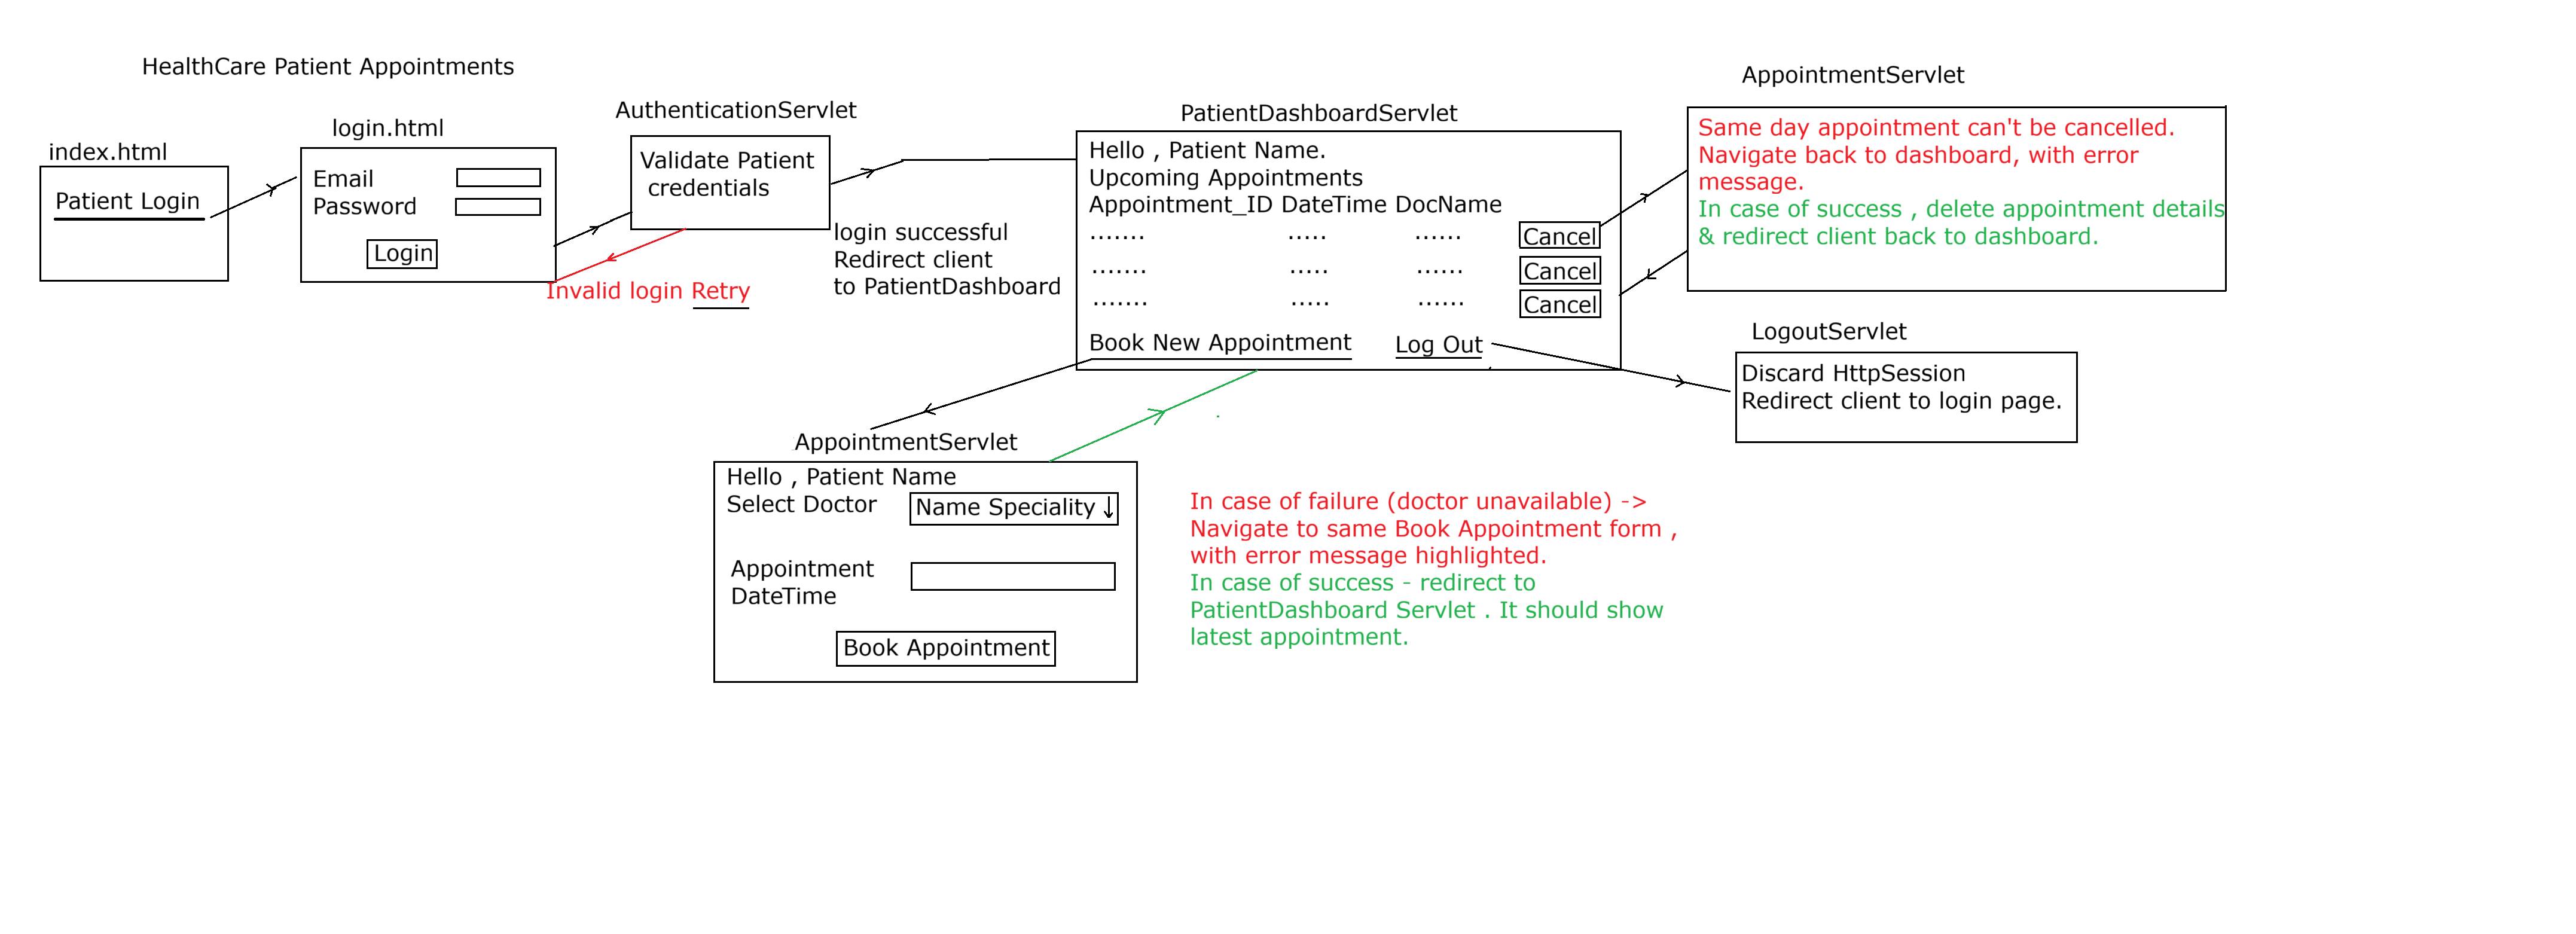 HealthCare Patient Appointments
index.html
Patient Login
login.html
Email
Password
Login
AuthenticationServlet
Validate Patient
credentials
Invalid login Retry
login successful
Redirect client
to PatientDashboard
PatientDashboardServlet
Hello , Patient Name.
Upcoming Appointments
Appointment_ID DateTime DocName
....... ..... ...... Cancel
....... ..... ...... Cancel
....... ..... ...... Cancel
Book New Appointment Log Out
AppointmentServlet
Same day appointment can't be cancelled.
Navigate back to dashboard, with error
message.
In case of success , delete appointment details
& redirect client back to dashboard.
LogoutServlet
Discard HttpSession
Redirect client to login page.
AppointmentServlet
Hello , Patient Name
Select Doctor Name Speciality ↓
Appointment
DateTime
Book Appointment
In case of failure (doctor unavailable) ->
Navigate to same Book Appointment form ,
with error message highlighted.
In case of success - redirect to
PatientDashboard Servlet . It should show
latest appointment.